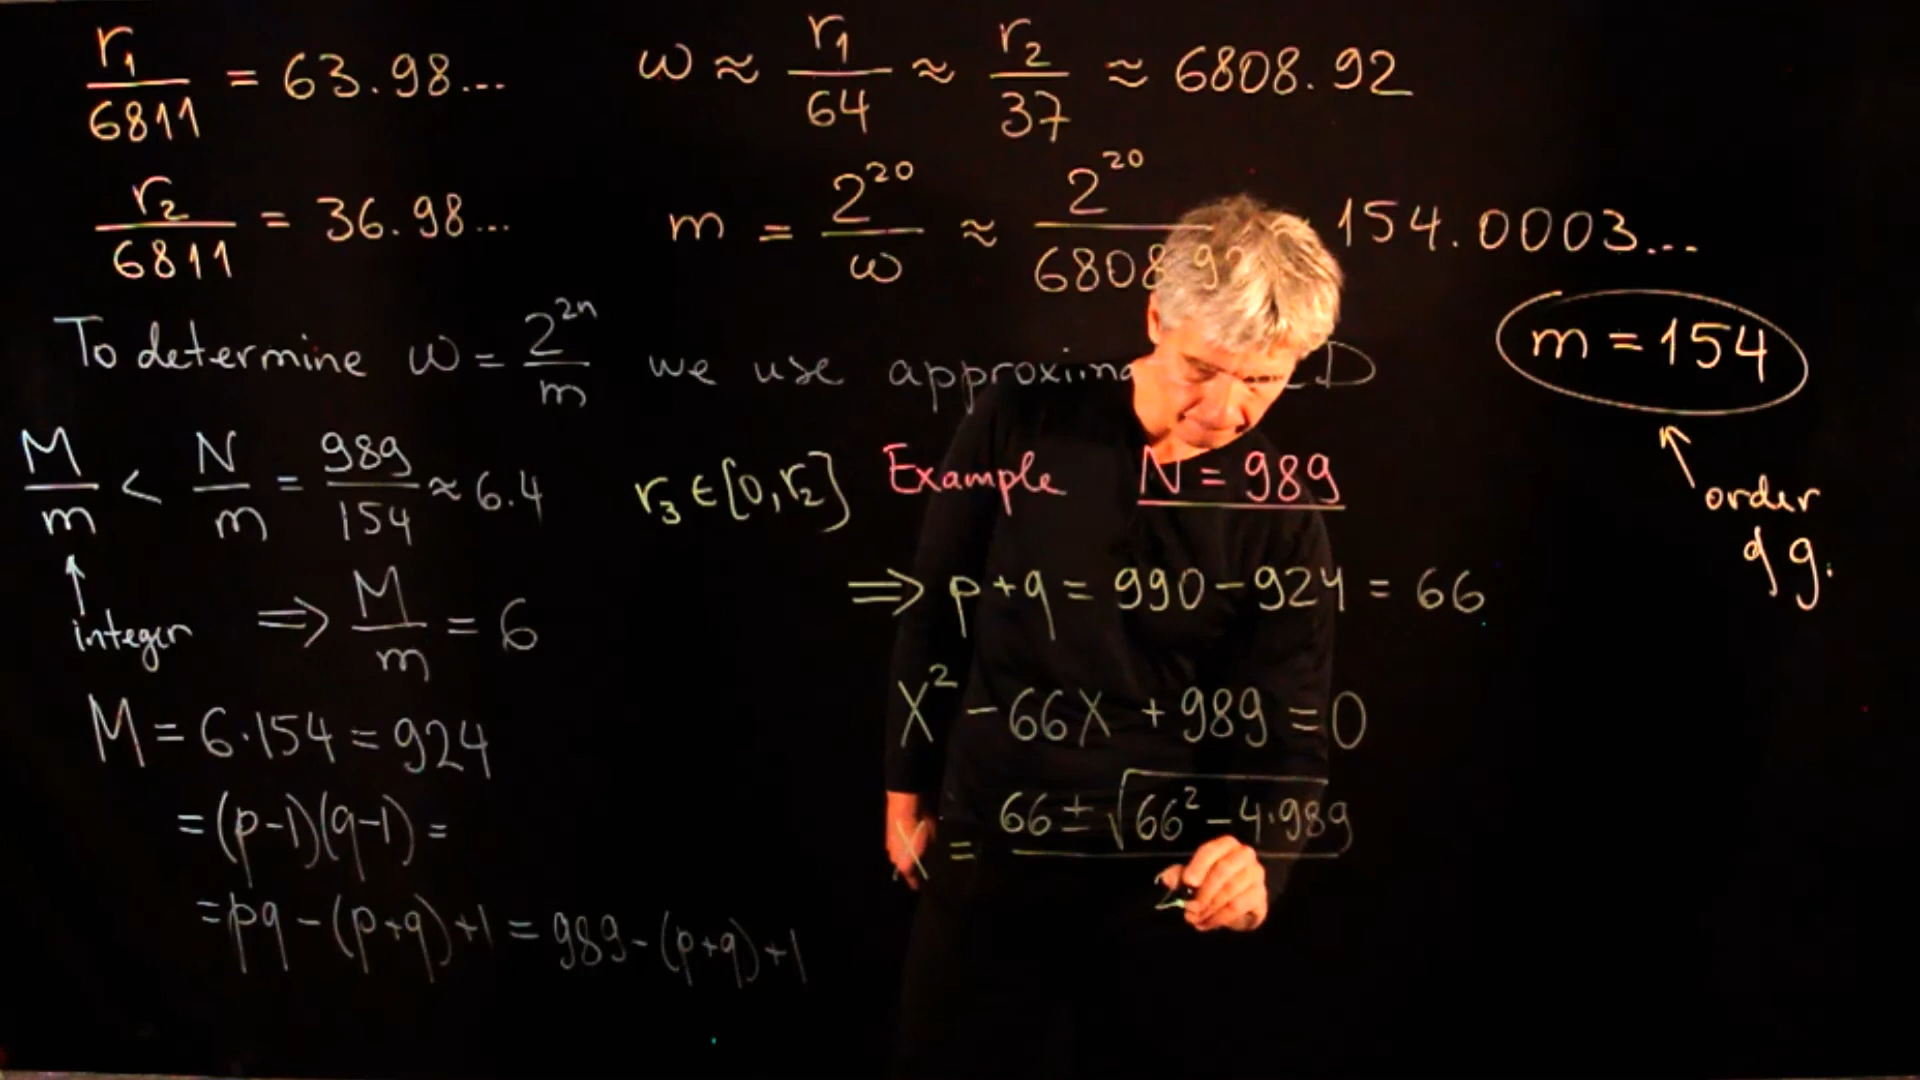 r₁/6811 = 63.98...
ω ≈ r₁/64 ≈ r₂/37 ≈ 6808.92
r₂/6811 = 36.98...
m = 2²⁰/ω ≈ 2²⁰/6808.92 ≈ 154.0003...
To determine ω = 2²ⁿ/m we use approxima D
m = 154
order
of g.
M/m < N/m = 989/154 ≈ 6.4
integer
⇒ M/m = 6
M = 6·154 = 924
= (p-1)(q-1) =
= pq - (p+q) + 1 = 989 - (p+q) + 1
r₃ ∈ [0, r₂]
Example N = 989
⇒ p + q = 990 - 924 = 66
X² - 66X + 989 = 0
X = (66 ± √(66² - 4·989))/2